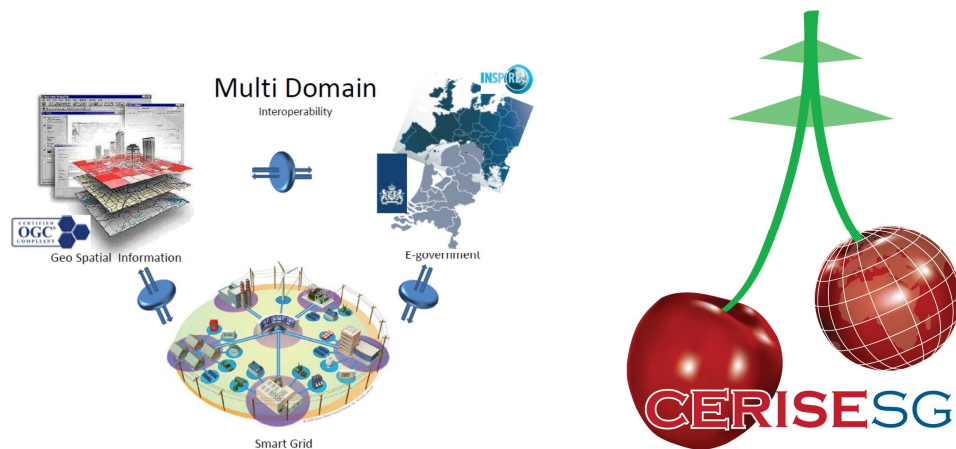 Multi Domain
Interoperability
INSPIRE
CERTIFIED
OGC®
COMPLIANT
Geo Spatial Information
E-government
Smart Grid
CERISESG